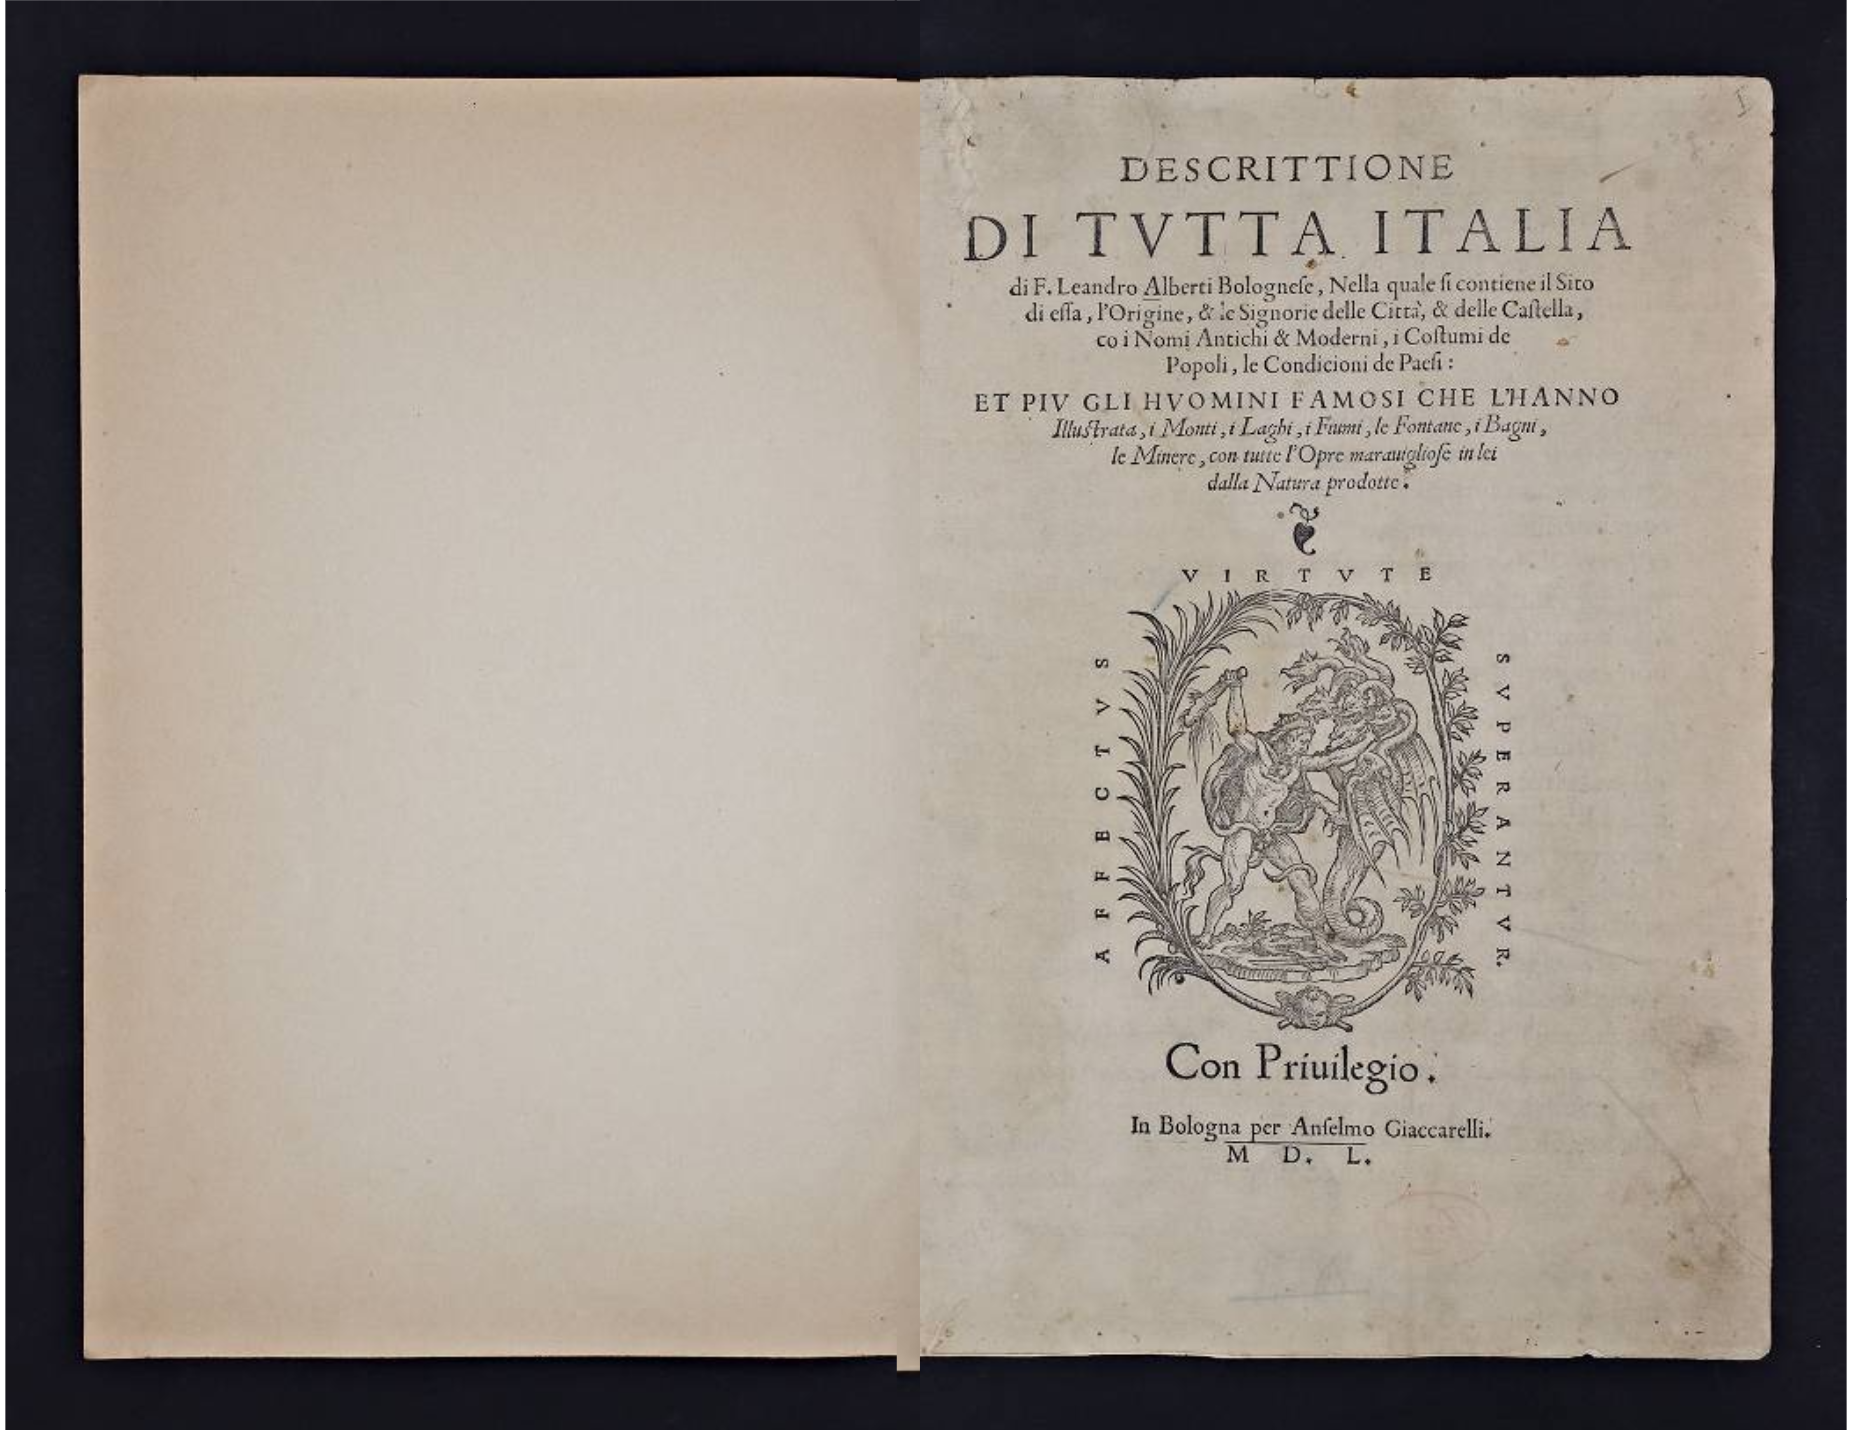 DESCRITTIONE
DI TVTTA ITALIA
di F. Leandro Alberti Bologneſe, Nella quale ſi contiene il Sito
di eſſa, l'Origine, & le Signorie delle Città, & delle Caſtella,
co i Nomi Antichi & Moderni, i Coſtumi de
Popoli, le Condicioni de Paeſi:
ET PIV GLI HVOMINI FAMOSI CHE L'HANNO
Illuſtrata, i Monti, i Laghi, i Fiumi, le Fontane, i Bagni,
le Minere, con tutte l'Opre marauiglioſe in lei
dalla Natura prodotte.
VIRTVTE
AFFECTVS
SVPERANTVR.
Con Priuilegio.
In Bologna per Anſelmo Giaccarelli.
M D. L.